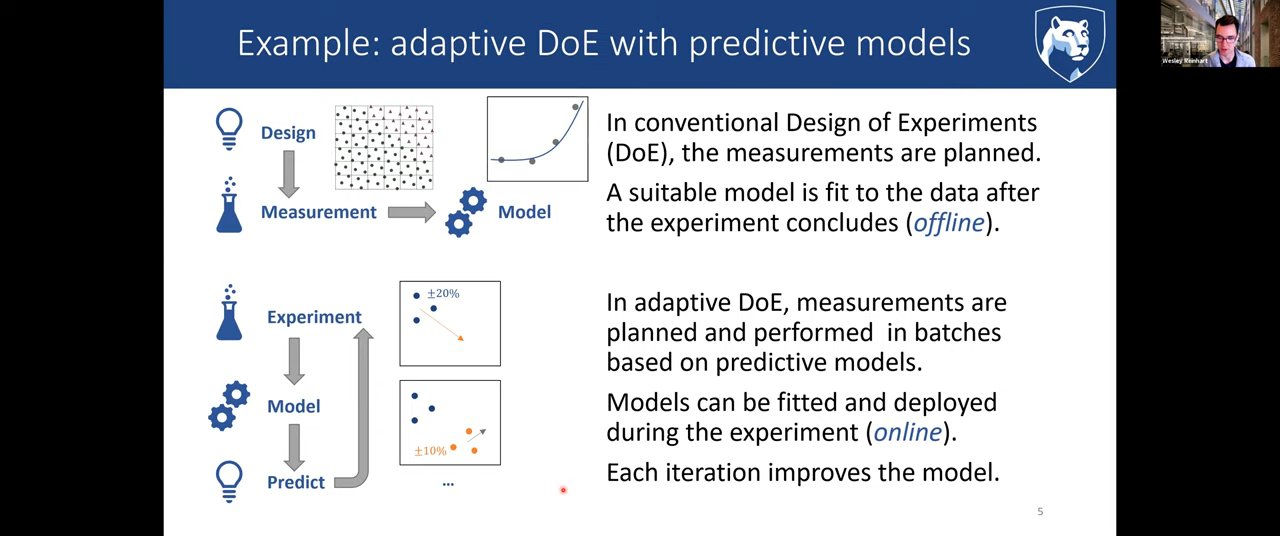 Example: adaptive DoE with predictive models
Wesley Reinhart
Design
Measurement
Model
In conventional Design of Experiments
(DoE), the measurements are planned.
A suitable model is fit to the data after
the experiment concludes (offline).
Experiment
Model
Predict
±20%
±10%
...
In adaptive DoE, measurements are
planned and performed in batches
based on predictive models.
Models can be fitted and deployed
during the experiment (online).
Each iteration improves the model.
5